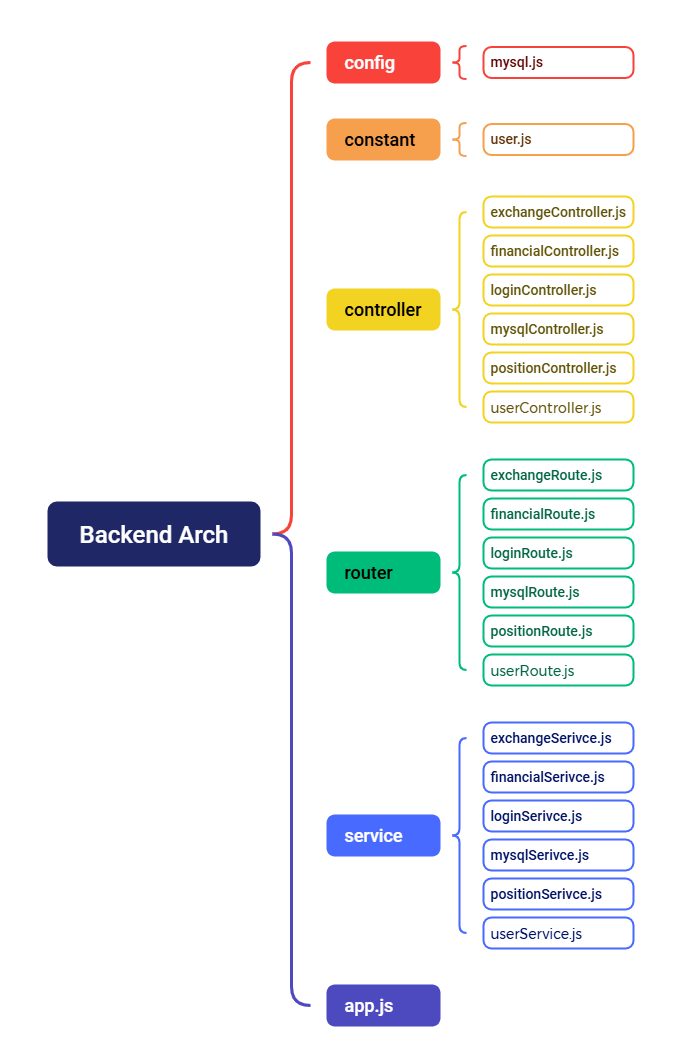 Backend Arch
config
mysql.js
constant
user.js
controller
exchangeController.js
financialController.js
loginController.js
mysqlController.js
positionController.js
userController.js
router
exchangeRoute.js
financialRoute.js
loginRoute.js
mysqlRoute.js
positionRoute.js
userRoute.js
service
exchangeSerivce.js
financialSerivce.js
loginSerivce.js
mysqlSerivce.js
positionSerivce.js
userService.js
app.js